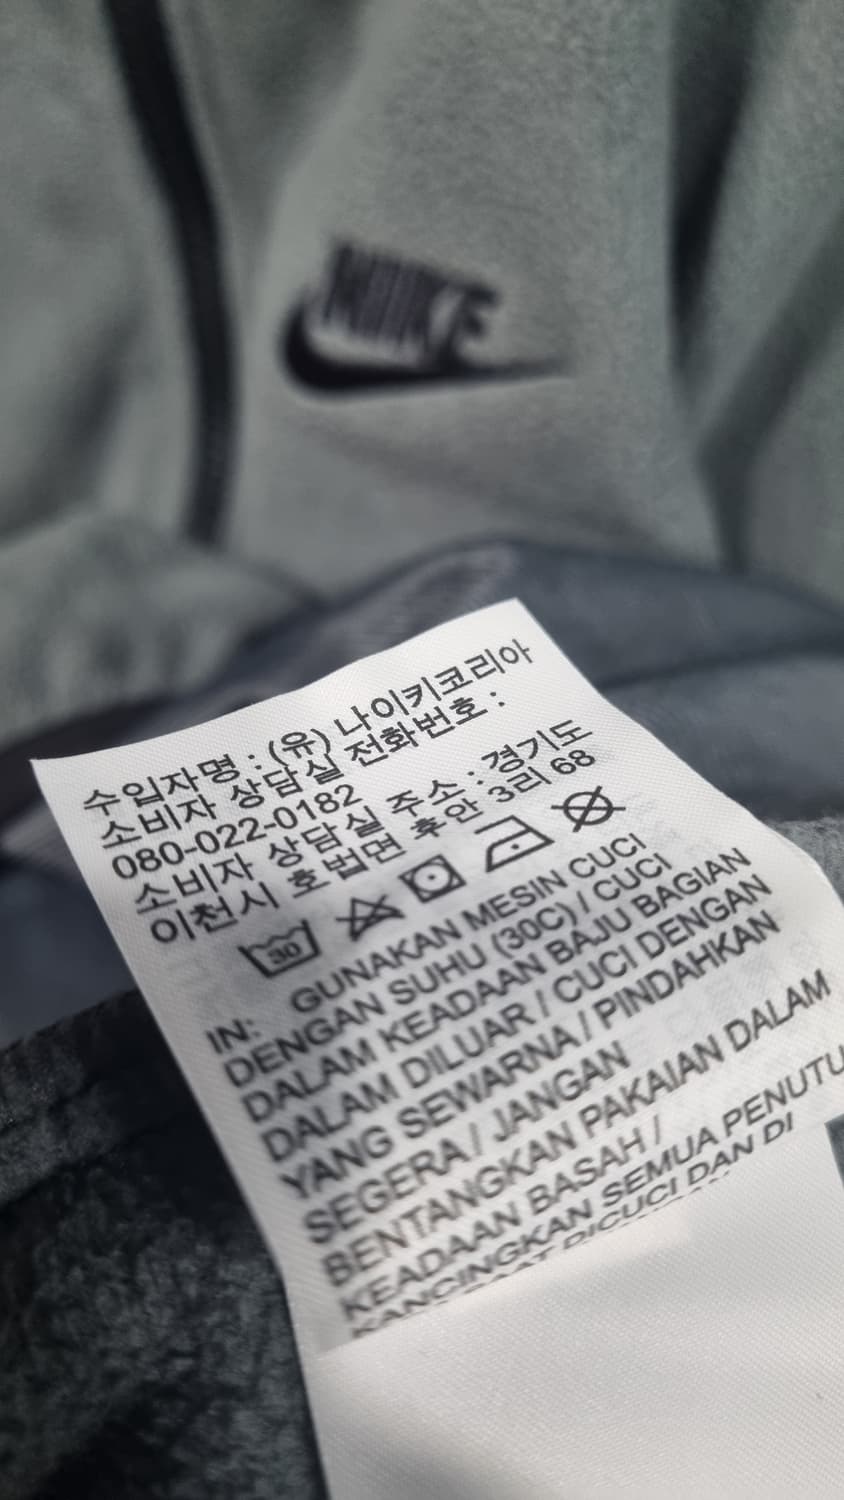 NIKE
수입자명 : (유) 나이키코리아
소비자 상담실 전화번호 :
080-022-0182
소비자 상담실 주소 : 경기도
이천시 호법면 후안 3리 68
30
IN: GUNAKAN MESIN CUCI
DENGAN SUHU (30C) / CUCI
DALAM KEADAAN BAJU BAGIAN
DALAM DILUAR / CUCI DENGAN
YANG SEWARNA / PINDAHKAN
SEGERA / JANGAN
BENTANGKAN PAKAIAN DALAM
KEADAAN BASAH /
KANCINGKAN SEMUA PENUTU
DICUCI DAN DI